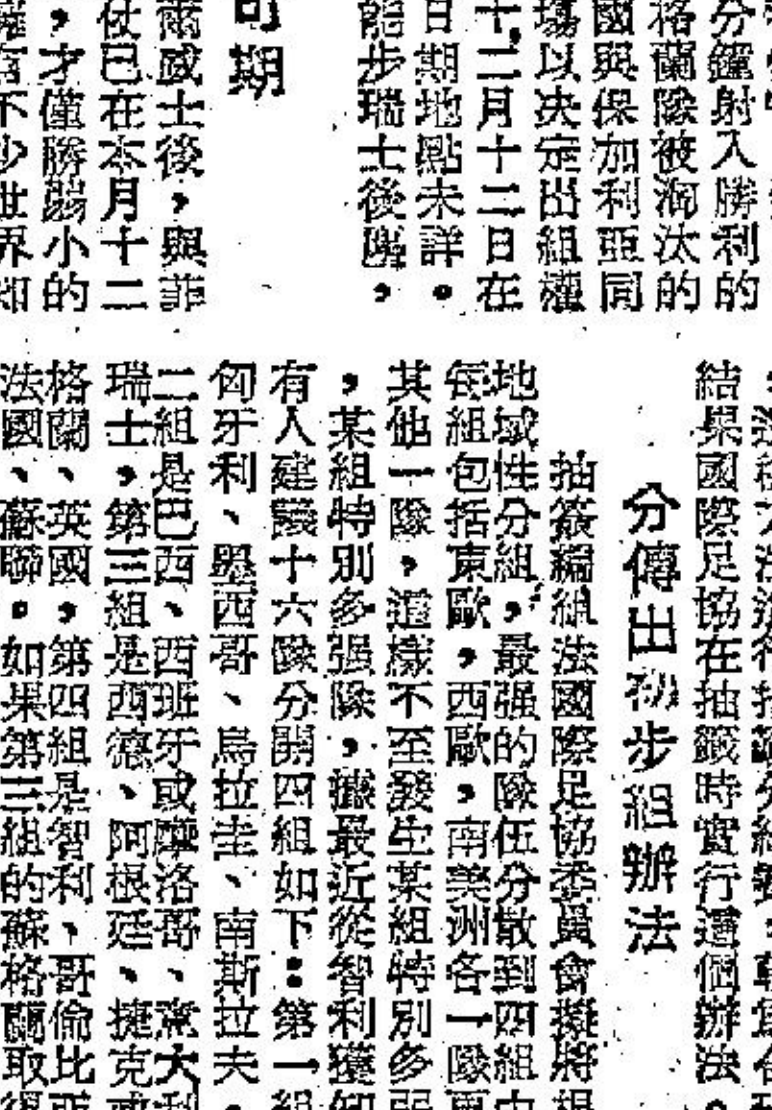 分鐘射入勝利的
格蘭隊被淘汰的
國與保加利亚同
塲以决定出組權
十二月十二日在
日期地點未詳。
能步瑞士後塵。
可期
爾威士後,與菲
仗已在本月十二
,才僅勝弱小的
有不少世界知
結果國際足協在抽籤時實行這個辦法。
分傳出初步組辦法
抽簽編組法國際足協委員會擬將
地域性分組,最强的隊伍分散到四組
每組包括東歐,西歐,南美洲各一隊
其他一隊,這樣不至發生某組特別多
,某組特別多强隊,據最近從智利獲
有人建議十六隊分開四組如下:第一組
匈牙利、墨西哥、烏拉圭、南斯拉夫。
二組是巴西、西班牙或摩洛哥、意大利
瑞士,第三組是西德、阿根廷、捷克
格蘭、英國,第四組是智利、哥倫比
法國、蘇聯。如果第三組的蘇格蘭取